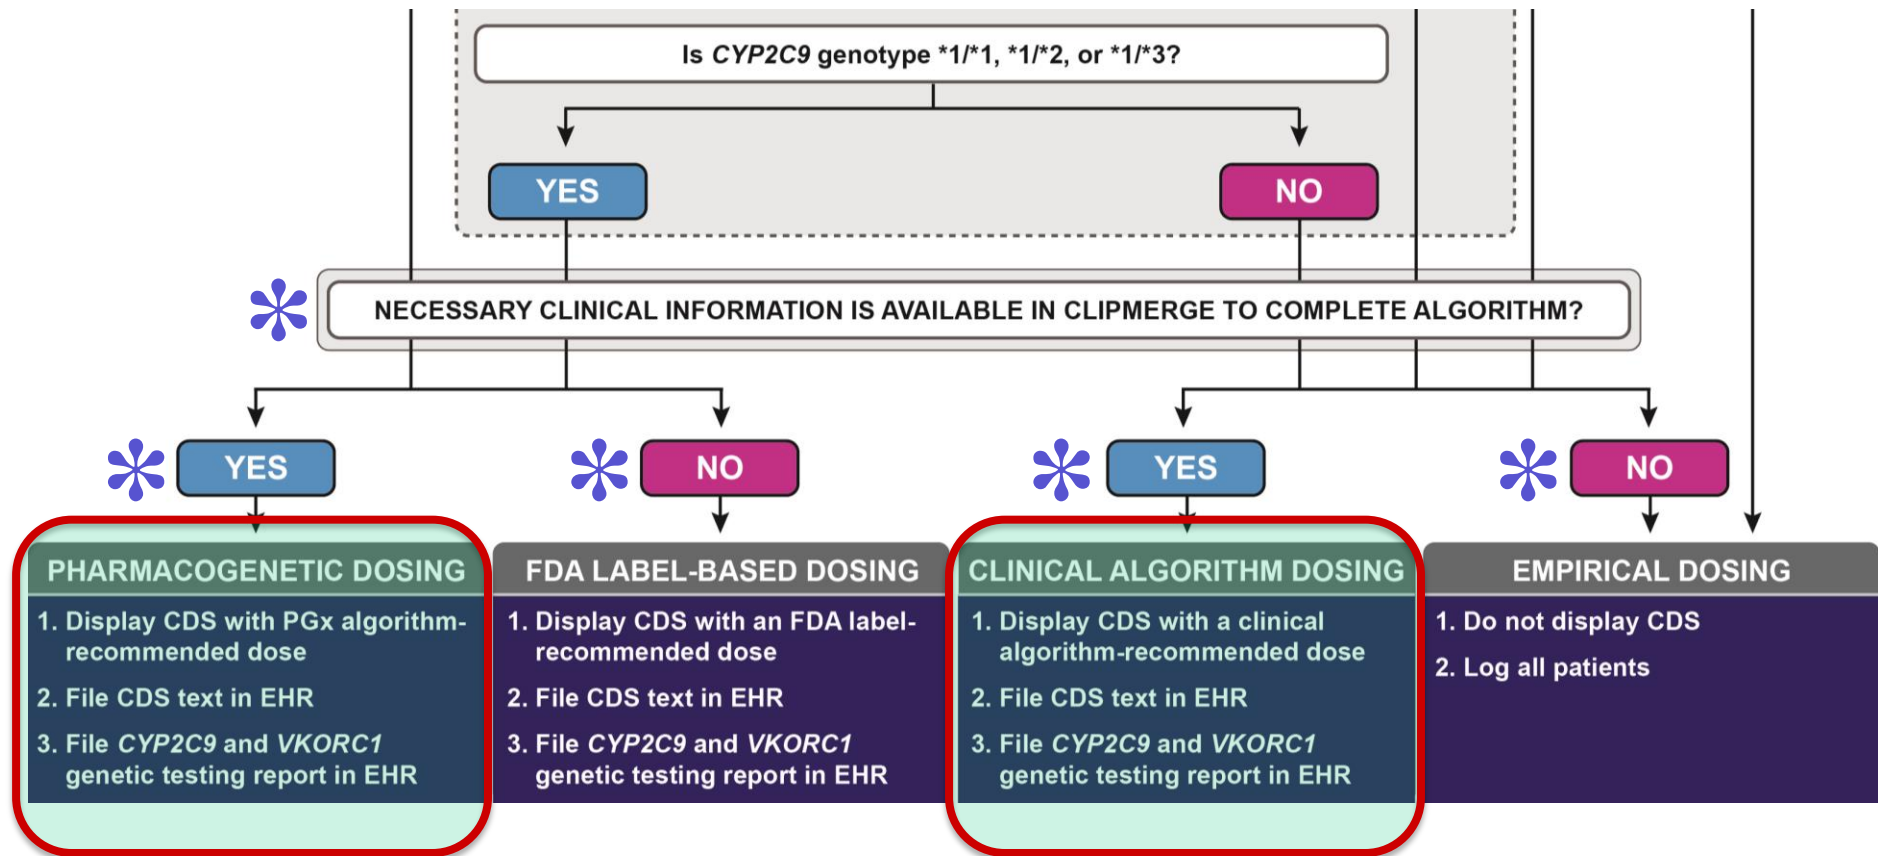 Is CYP2C9 genotype *1/*1, *1/*2, or *1/*3?
YES
NO
NECESSARY CLINICAL INFORMATION IS AVAILABLE IN CLIPMERGE TO COMPLETE ALGORITHM?
YES
NO
YES
NO
PHARMACOGENETIC DOSING
1. Display CDS with PGx algorithm-
recommended dose
2. File CDS text in EHR
3. File CYP2C9 and VKORC1
genetic testing report in EHR
FDA LABEL-BASED DOSING
1. Display CDS with an FDA label-
recommended dose
2. File CDS text in EHR
3. File CYP2C9 and VKORC1
genetic testing report in EHR
CLINICAL ALGORITHM DOSING
1. Display CDS with a clinical
algorithm-recommended dose
2. File CDS text in EHR
3. File CYP2C9 and VKORC1
genetic testing report in EHR
EMPIRICAL DOSING
1. Do not display CDS
2. Log all patients